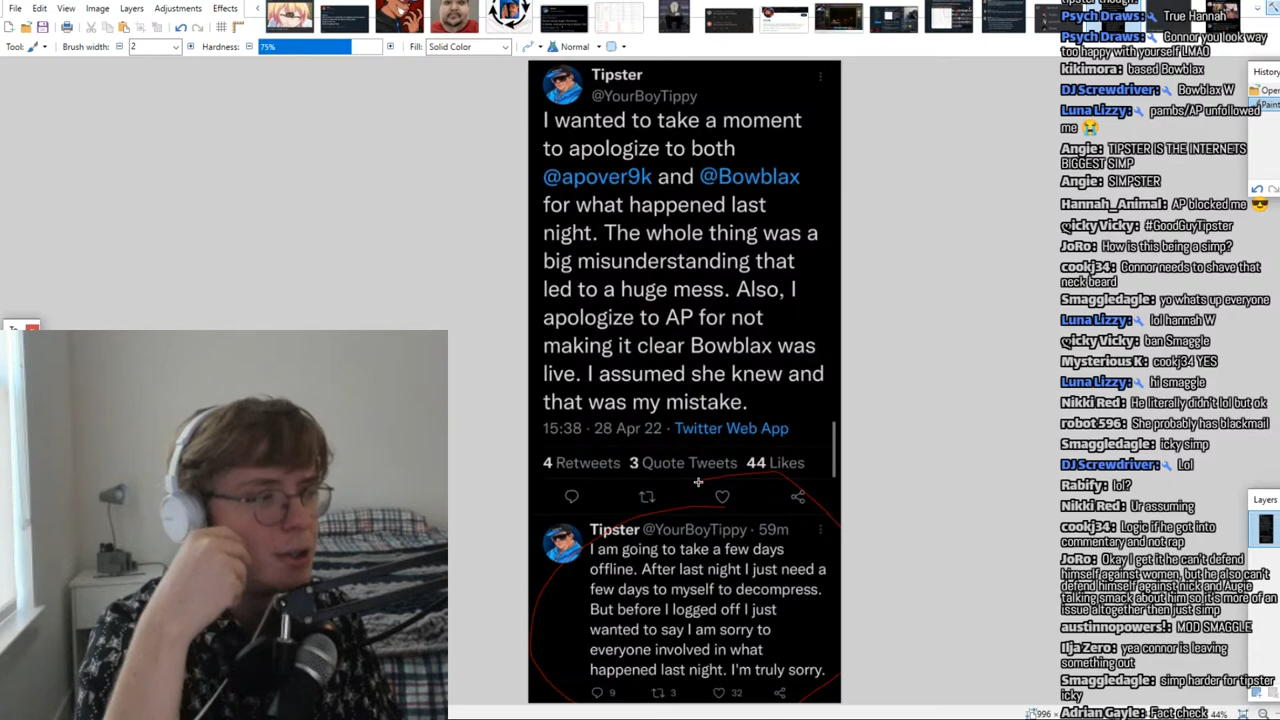 File
Edit
View
Image
Layers
Adjustments
Effects
Brush width:
2
Hardness:
75%
Fill:
Solid Color
Normal
Tipster
@YourBoyTippy
I wanted to take a moment
to apologize to both
@apover9k and @Bowblax
for what happened last
night. The whole thing was a
big misunderstanding that
led to a huge mess. Also, I
apologize to AP for not
making it clear Bowblax was
live. I assumed she knew and
that was my mistake.
15:38 · 28 Apr 22 · Twitter Web App
4 Retweets 3 Quote Tweets 44 Likes
Tipster @YourBoyTippy · 59m
I am going to take a few days
offline. After last night I just need a
few days to myself to decompress.
But before I logged off I just
wanted to say I am sorry to
everyone involved in what
happened last night. I'm truly sorry.
9 3 32
Psych Draws: True Hannah
Psych Draws: Connor you look way
too happy with yourself LMAO
kikimora: based Bowblax
DJ Screwdriver: Bowblax W
Luna Lizzy: pambs/AP unfollowed
me 😭
Angie: TIPSTER IS THE INTERNETS
BIGGEST SIMP
Angie: SIMPSTER
Hannah_Animal: AP blocked me 😎
ickyVicky: #GoodGuyTipster
JoRo: How is this being a simp?
cookj34: Connor needs to shave that
neck beard
Smaggledagle: yo whats up everyone
Luna Lizzy: lol hannah W
ickyVicky: ban Smaggle
Mysterious K: cookj34 YES
Luna Lizzy: hi smaggle
Nikki Red: He literally didn't lol but ok
robot 596: She probably has blackmail
Smaggledagle: icky simp
DJ Screwdriver: Lol
Rabify: lol?
Nikki Red: Ur assuming
cookj34: Logic if he got into
commentary and not rap
JoRo: Okay I get it he can't defend
himself against women, but he also can't
defend himself against nick and Augie
talking smack about him so it's more of an
issue altogether then just simp
austinnopowers!: MOD SMAGGLE
Ilja Zero: yea connor is leaving
something out
Smaggledagle: simp harder for tipster
icky
Adrian Gayle: Fact check
History
Layers
44%